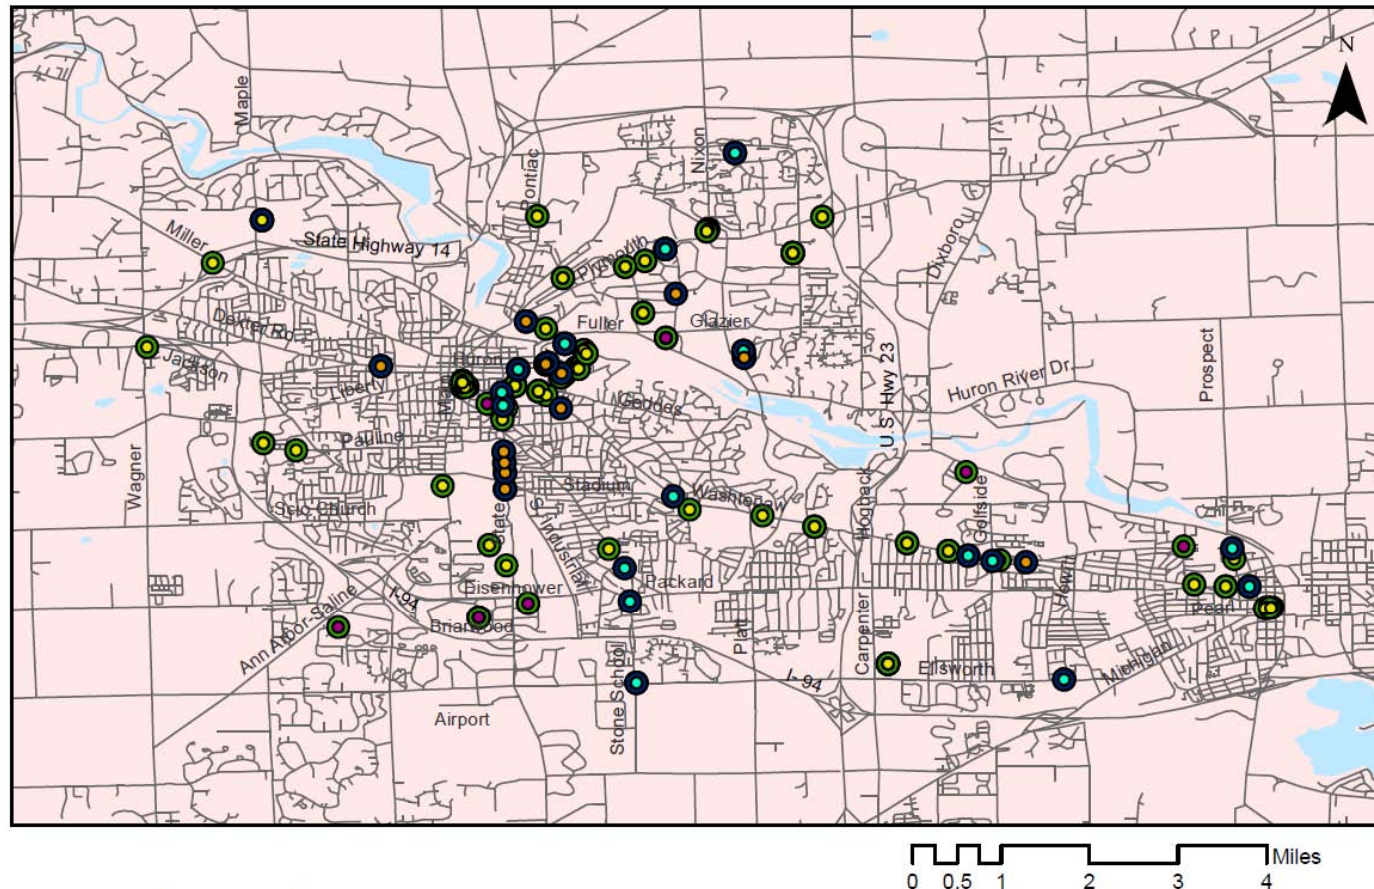 N
Maple
Nixon
Pontiac
Miller
State Highway 14
Plymouth
Dixboro
Dexter Rd
Fuller
Glazier
Jackson
Huron
Prospect
U.S Hwy 23
Liberty
Main
Geddes
Huron River Dr
Pauline
Wagner
Stadium
Washtenaw
Hogback
Golfside
Scio Church
State
S. Industrial
Packard
Hewitt
Eisenhower
I-94
Pearl
Ann Arbor-Saline
Briarwood
Platt
Carpenter
Ellsworth
Michigan
I- 94
Stone School
Airport
Miles
0 0.5 1 2 3 4